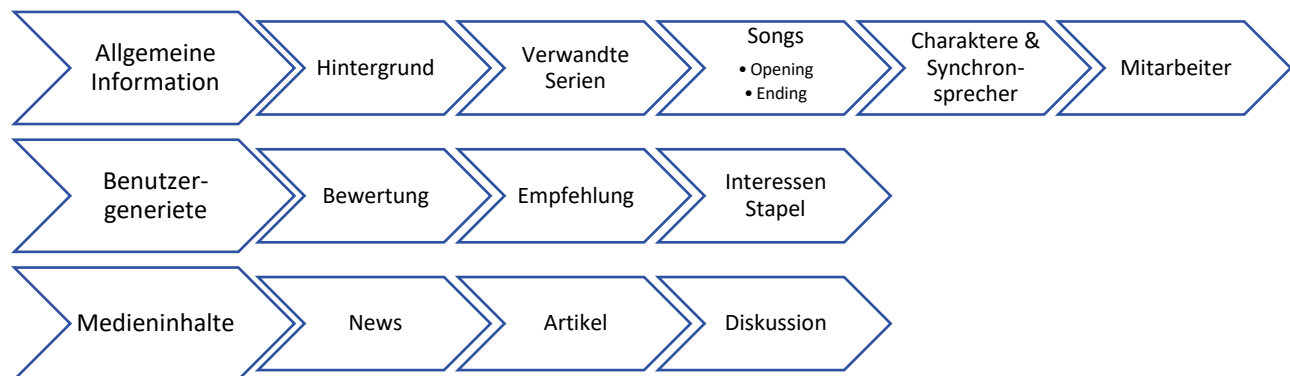 Allgemeine
Information
Hintergrund
Verwandte
Serien
Songs
• Opening
• Ending
Charaktere &
Synchron-
sprecher
Mitarbeiter
Benutzer-
generiete
Bewertung
Empfehlung
Interessen
Stapel
Medieninhalte
News
Artikel
Diskussion